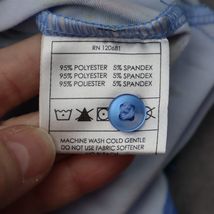 RN 120681
95% POLYESTER 5% SPANDEX
95% POLYESTER 5% SPANDEX
95% POLYESTER 5% SPANDEX
MACHINE WASH COLD GENTLE
DO NOT USE FABRIC SOFTENER